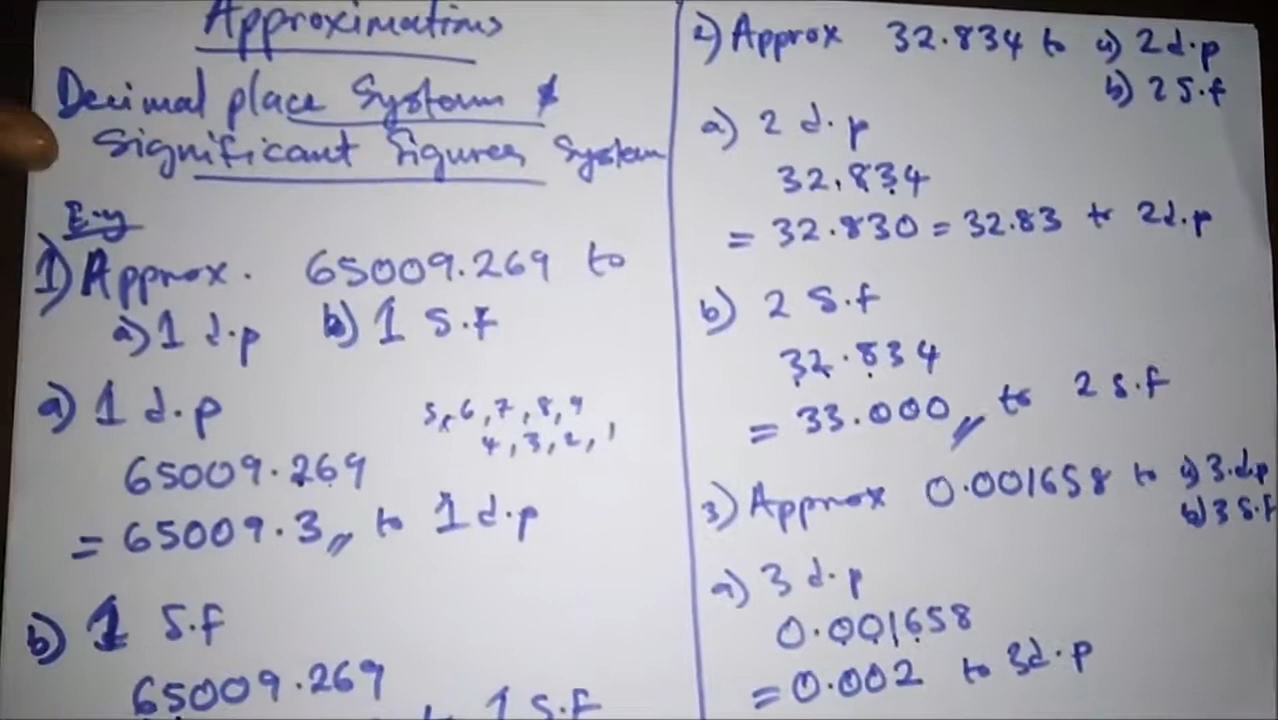 Approximations
Decimal place System &
Significant figures System
E.g
1) Approx. 65009.269 to
a) 1 d.p b) 1 S.F
a) 1 d.p
5, 6, 7, 8, 9
4, 3, 2, 1
65009.269
= 65009.3,, to 1 d.p
b) 1 S.F
65009.269
to 1 S.F
2) Approx 32.834 to a) 2 d.p
b) 2 S.f
a) 2 d.p
32.834
= 32.830 = 32.83 to 2d.p
b) 2 S.f
32.834
= 33.000,, to 2 s.f
3) Approx 0.001658 to a) 3.d.p
b) 3 S.f
a) 3 d.p
0.001658
= 0.002 to 3d.p